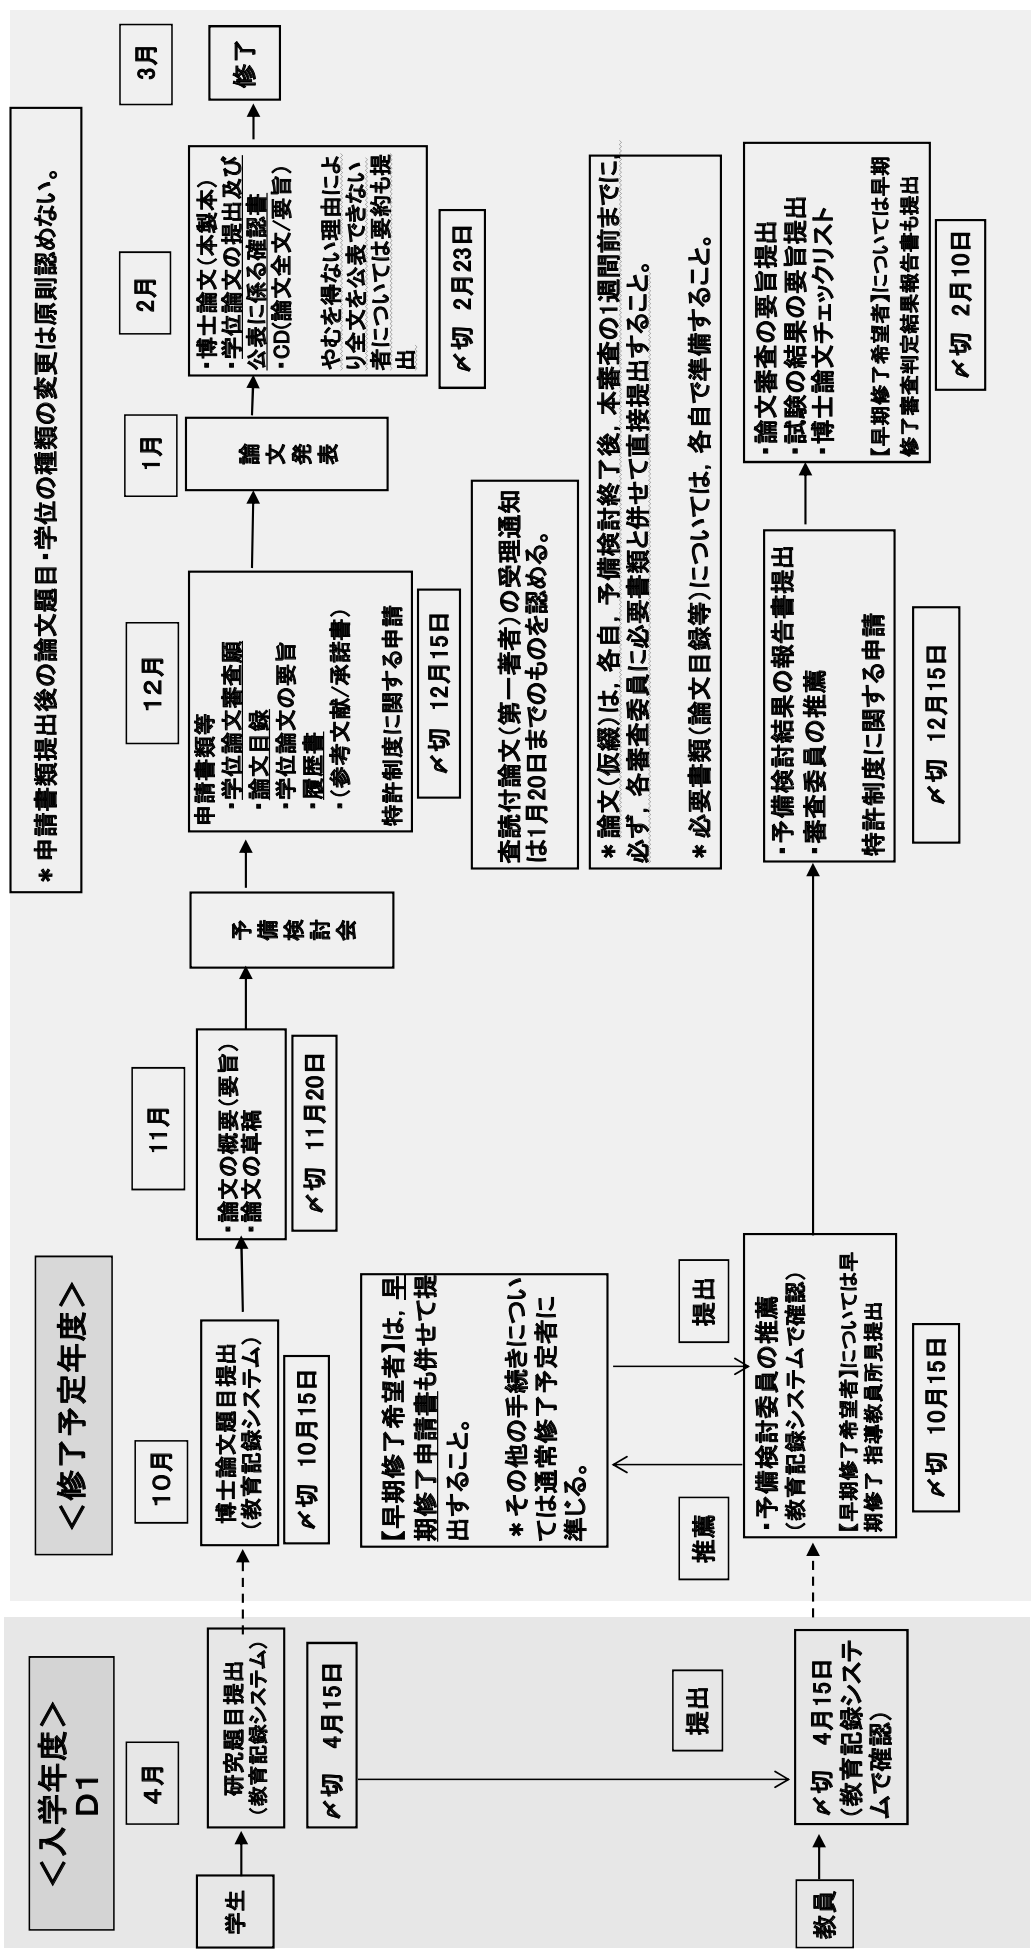 ＜入学年度＞
D1
＜修了予定年度＞
＊申請書類提出後の論文題目・学位の種類の変更は原則認めない。
4月
10月
11月
12月
1月
2月
3月
学生
研究題目提出
（教育記録システム）
〆切　4月15日
博士論文題目提出
（教育記録システム）
〆切　10月15日
・論文の概要（要旨）
・論文の草稿
〆切　11月20日
予備検討会
申請書類等
・学位論文審査願
・論文目録
・学位論文の要旨
・履歴書
・（参考文献/承諾書）
特許制度に関する申請
〆切　12月15日
論文発表
・博士論文（本製本）
・学位論文の提出及び
公表に係る確認書
・CD（論文全文/要旨）
やむを得ない理由によ
り全文を公表できない
者については要約も提
出
〆切　2月23日
修了
【早期修了希望者】は，早
期修了申請書も併せて提
出すること。
＊その他の手続きについ
ては通常修了予定者に
準じる。
査読付論文（第一著者）の受理通知
は1月20日までのものを認める。
＊論文（仮綴）は，各自，予備検討終了後，本審査の1週間前までに，
必ず，各審査委員に必要書類と併せて直接提出すること。
＊必要書類（論文目録等）については，各自で準備すること。
提出
推薦
提出
教員
〆切　4月15日
（教育記録システ
ムで確認）
・予備検討委員の推薦
（教育記録システムで確認）
【早期修了希望者】については早
期修了 指導教員所見提出
〆切　10月15日
・予備検討結果の報告書提出
・審査委員の推薦
特許制度に関する申請
〆切　12月15日
・論文審査の要旨提出
・試験の結果の要旨提出
・博士論文チェックリスト
【早期修了希望者】については早期
修了審査判定結果報告書も提出
〆切　2月10日